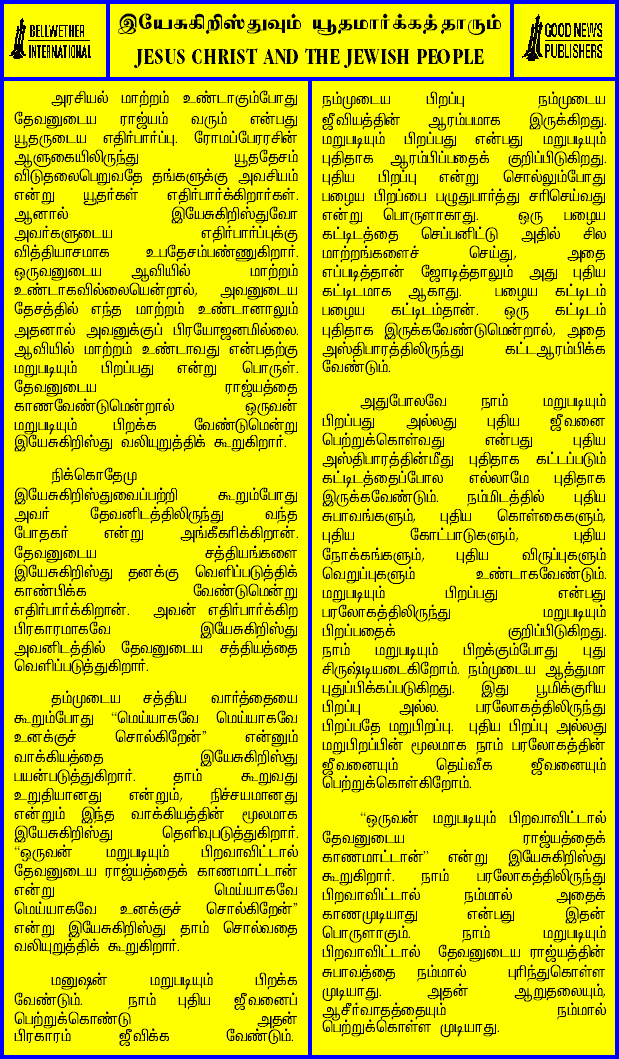 BELLWETHER
INTERNATIONAL
இயேசுகிறிஸ்துவும் யூதமார்க்கத்தாரும்
JESUS CHRIST AND THE JEWISH PEOPLE
GOOD NEWS
PUBLISHERS
அரசியல் மாற்றம் உண்டாகும்போது
தேவனுடைய ராஜ்யம் வரும் என்பது
யூதருடைய எதிர்பார்ப்பு. ரோமப்பேரரசின்
ஆளுகையிலிருந்து யூததேசம்
விடுதலைபெறுவதே தங்களுக்கு அவசியம்
என்று யூதர்கள் எதிர்பார்க்கிறார்கள்.
ஆனால் இயேசுகிறிஸ்துவோ
அவர்களுடைய எதிர்பார்ப்புக்கு
வித்தியாசமாக உபதேசம்பண்ணுகிறார்.
ஒருவனுடைய ஆவியில் மாற்றம்
உண்டாகவில்லையென்றால், அவனுடைய
தேசத்தில் எந்த மாற்றம் உண்டானாலும்
அதனால் அவனுக்குப் பிரயோஜனமில்லை.
ஆவியில் மாற்றம் உண்டாவது என்பதற்கு
மறுபடியும் பிறப்பது என்று பொருள்.
தேவனுடைய ராஜ்யத்தை
காணவேண்டுமென்றால் ஒருவன்
மறுபடியும் பிறக்க வேண்டுமென்று
இயேசுகிறிஸ்து வலியுறுத்திக் கூறுகிறார்.
நிக்கொதேமு
இயேசுகிறிஸ்துவைப்பற்றி கூறும்போது
அவர் தேவனிடத்திலிருந்து வந்த
போதகர் என்று அங்கீகரிக்கிறான்.
தேவனுடைய சத்தியங்களை
இயேசுகிறிஸ்து தனக்கு வெளிப்படுத்திக்
காண்பிக்க வேண்டுமென்று
எதிர்பார்க்கிறான். அவன் எதிர்பார்க்கிற
பிரகாரமாகவே இயேசுகிறிஸ்து
அவனிடத்தில் தேவனுடைய சத்தியத்தை
வெளிப்படுத்துகிறார்.
தம்முடைய சத்திய வார்த்தையை
கூறும்போது “மெய்யாகவே மெய்யாகவே
உனக்குச் சொல்கிறேன்” என்னும்
வாக்கியத்தை இயேசுகிறிஸ்து
பயன்படுத்துகிறார். தாம் கூறுவது
உறுதியானது என்றும், நிச்சயமானது
என்றும் இந்த வாக்கியத்தின் மூலமாக
இயேசுகிறிஸ்து தெளிவுபடுத்துகிறார்.
“ஒருவன் மறுபடியும் பிறவாவிட்டால்
தேவனுடைய ராஜ்யத்தைக் காணமாட்டான்
என்று மெய்யாகவே
மெய்யாகவே உனக்குச் சொல்கிறேன்”
என்று இயேசுகிறிஸ்து தாம் சொல்வதை
வலியுறுத்திக் கூறுகிறார்.
மனுஷன் மறுபடியும் பிறக்க
வேண்டும். நாம் புதிய ஜீவனைப்
பெற்றுக்கொண்டு அதன்
பிரகாரம் ஜீவிக்க வேண்டும்.
நம்முடைய பிறப்பு நம்முடைய
ஜீவியத்தின் ஆரம்பமாக இருக்கிறது.
மறுபடியும் பிறப்பது என்பது மறுபடியும்
புதிதாக ஆரம்பிப்பதைக் குறிப்பிடுகிறது.
புதிய பிறப்பு என்று சொல்லும்போது
பழைய பிறப்பை பழுதுபார்த்து சரிசெய்வது
என்று பொருளாகாது. ஒரு பழைய
கட்டிடத்தை செப்பனிட்டு அதில் சில
மாற்றங்களைச் செய்து, அதை
எப்படித்தான் ஜோடித்தாலும் அது புதிய
கட்டிடமாக ஆகாது. பழைய கட்டிடம்
பழைய கட்டிடம்தான். ஒரு கட்டிடம்
புதிதாக இருக்கவேண்டுமென்றால், அதை
அஸ்திபாரத்திலிருந்து கட்டஆரம்பிக்க
வேண்டும்.
அதுபோலவே நாம் மறுபடியும்
பிறப்பது அல்லது புதிய ஜீவனை
பெற்றுக்கொள்வது என்பது புதிய
அஸ்திபாரத்தின்மீது புதிதாக கட்டப்படும்
கட்டிடத்தைப்போல எல்லாமே புதிதாக
இருக்கவேண்டும். நம்மிடத்தில் புதிய
சுபாவங்களும், புதிய கொள்கைகளும்,
புதிய கோட்பாடுகளும், புதிய
நோக்கங்களும், புதிய விருப்புகளும்
வெறுப்புகளும் உண்டாகவேண்டும்.
மறுபடியும் பிறப்பது என்பது
பரலோகத்திலிருந்து மறுபடியும்
பிறப்பதைக் குறிப்பிடுகிறது.
நாம் மறுபடியும் பிறக்கும்போது புது
சிருஷ்டியடைகிறோம். நம்முடைய ஆத்துமா
புதுப்பிக்கப்படுகிறது. இது பூமிக்குரிய
பிறப்பு அல்ல. பரலோகத்திலிருந்து
பிறப்பதே மறுபிறப்பு. புதிய பிறப்பு அல்லது
மறுபிறப்பின் மூலமாக நாம் பரலோகத்தின்
ஜீவனையும் தெய்வீக ஜீவனையும்
பெற்றுக்கொள்கிறோம்.
“ஒருவன் மறுபடியும் பிறவாவிட்டால்
தேவனுடைய ராஜ்யத்தைக்
காணமாட்டான்” என்று இயேசுகிறிஸ்து
கூறுகிறார். நாம் பரலோகத்திலிருந்து
பிறவாவிட்டால் நம்மால் அதைக்
காணமுடியாது என்பது இதன்
பொருளாகும். நாம் மறுபடியும்
பிறவாவிட்டால் தேவனுடைய ராஜ்யத்தின்
சுபாவத்தை நம்மால் புரிந்துகொள்ள
முடியாது. அதன் ஆறுதலையும்,
ஆசீர்வாதத்தையும் நம்மால்
பெற்றுக்கொள்ள முடியாது.